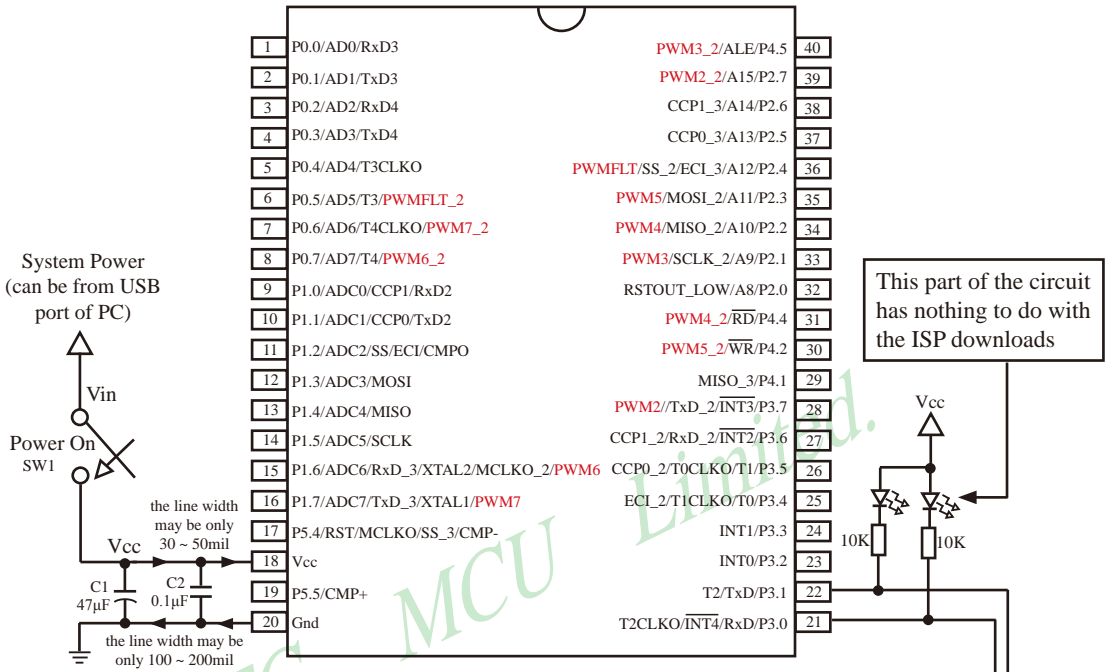 1 P0.0/AD0/RxD3
2 P0.1/AD1/TxD3
3 P0.2/AD2/RxD4
4 P0.3/AD3/TxD4
5 P0.4/AD4/T3CLKO
6 P0.5/AD5/T3/PWMFLT_2
7 P0.6/AD6/T4CLKO/PWM7_2
8 P0.7/AD7/T4/PWM6_2
9 P1.0/ADC0/CCP1/RxD2
10 P1.1/ADC1/CCP0/TxD2
11 P1.2/ADC2/SS/ECI/CMPO
12 P1.3/ADC3/MOSI
13 P1.4/ADC4/MISO
14 P1.5/ADC5/SCLK
15 P1.6/ADC6/RxD_3/XTAL2/MCLKO_2/PWM6
16 P1.7/ADC7/TxD_3/XTAL1/PWM7
17 P5.4/RST/MCLKO/SS_3/CMP-
18 Vcc
19 P5.5/CMP+
20 Gnd
PWM3_2/ALE/P4.5 40
PWM2_2/A15/P2.7 39
CCP1_3/A14/P2.6 38
CCP0_3/A13/P2.5 37
PWMFLT/SS_2/ECI_3/A12/P2.4 36
PWM5/MOSI_2/A11/P2.3 35
PWM4/MISO_2/A10/P2.2 34
PWM3/SCLK_2/A9/P2.1 33
RSTOUT_LOW/A8/P2.0 32
PWM4_2/RD/P4.4 31
PWM5_2/WR/P4.2 30
MISO_3/P4.1 29
PWM2//TxD_2/INT3/P3.7 28
CCP1_2/RxD_2/INT2/P3.6 27
CCP0_2/T0CLKO/T1/P3.5 26
ECI_2/T1CLKO/T0/P3.4 25
INT1/P3.3 24
INT0/P3.2 23
T2/TxD/P3.1 22
T2CLKO/INT4/RxD/P3.0 21
System Power
(can be from USB
port of PC)
Vin
Power On
SW1
the line width
may be only
30 ~ 50mil
Vcc
C1
47μF
C2
0.1μF
the line width may be
only 100 ~ 200mil
This part of the circuit
has nothing to do with
the ISP downloads
Vcc
10K
10K
MCU Limited.